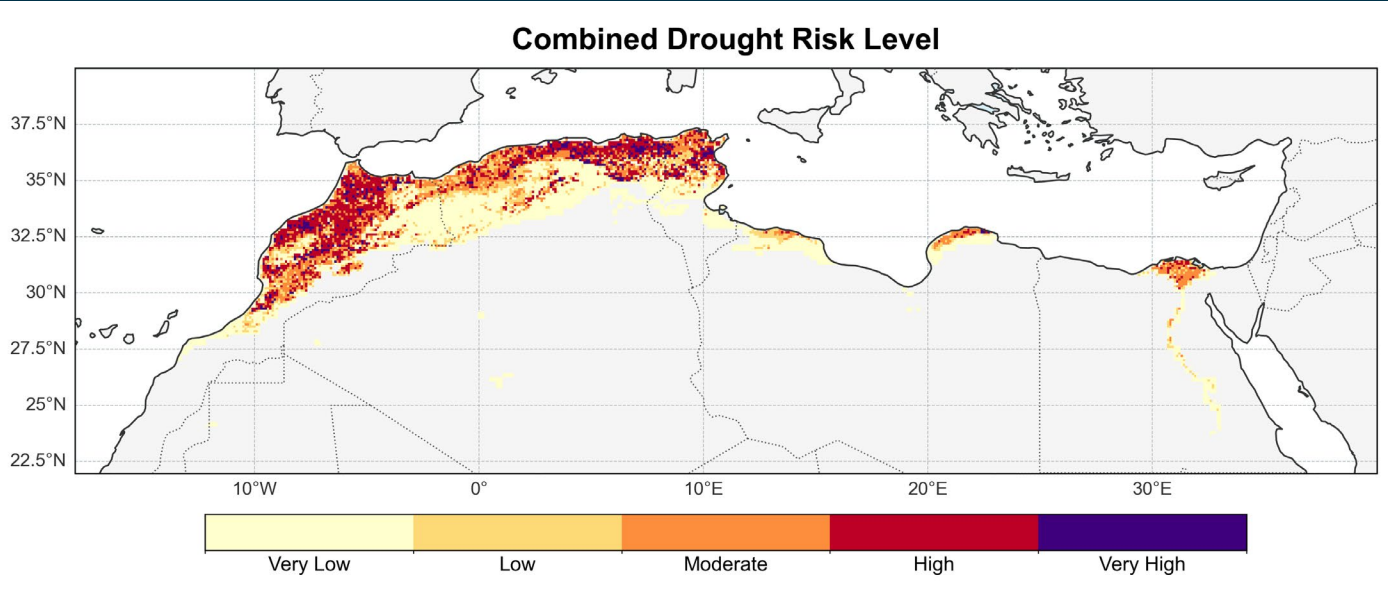 Combined Drought Risk Level
37.5°N
35°N
32.5°N
30°N
27.5°N
25°N
22.5°N
10°W 0° 10°E 20°E 30°E
Very Low Low Moderate High Very High